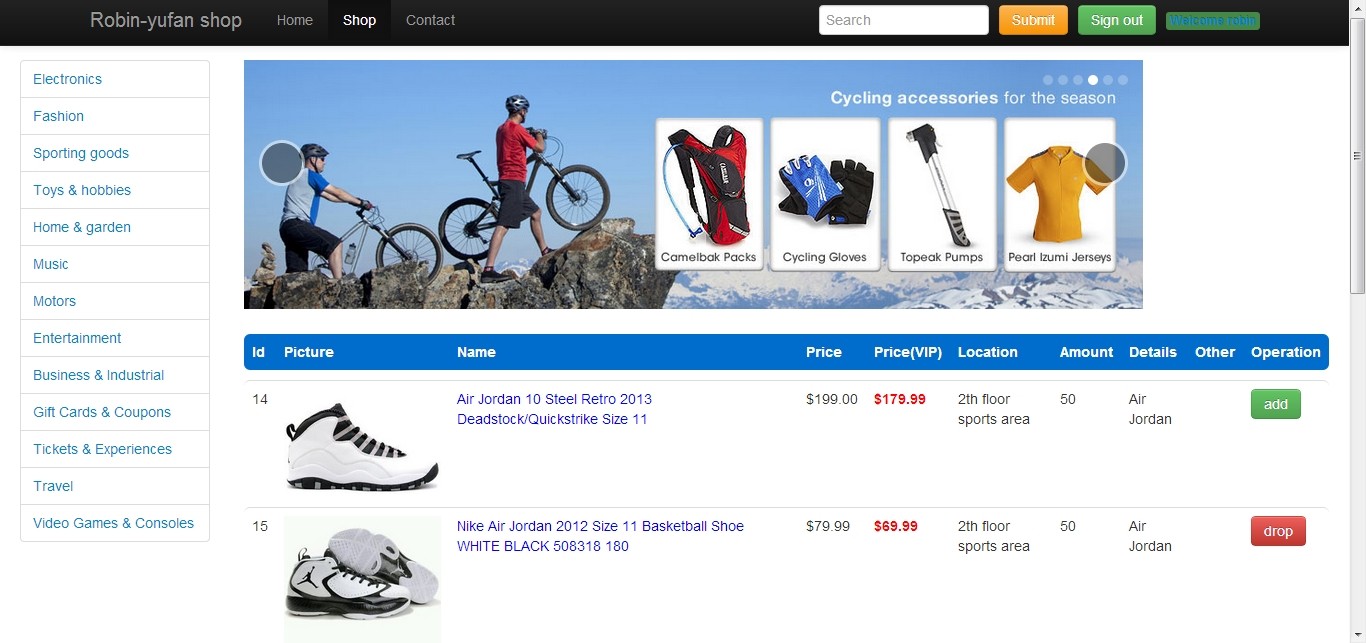 Robin-yufan shop
Home
Shop
Contact
Search
Submit
Sign out
Welcome robin
Electronics
Fashion
Sporting goods
Toys & hobbies
Home & garden
Music
Motors
Entertainment
Business & Industrial
Gift Cards & Coupons
Tickets & Experiences
Travel
Video Games & Consoles
Cycling accessories for the season
Camelbak Packs
Cycling Gloves
Topeak Pumps
Pearl Izumi Jerseys
Id Picture Name Price Price(VIP) Location Amount Details Other Operation
14 Air Jordan 10 Steel Retro 2013 $199.00 $179.99 2th floor 50 Air add
Deadstock/Quickstrike Size 11 sports area Jordan
15 Nike Air Jordan 2012 Size 11 Basketball Shoe $79.99 $69.99 2th floor 50 Air drop
WHITE BLACK 508318 180 sports area Jordan